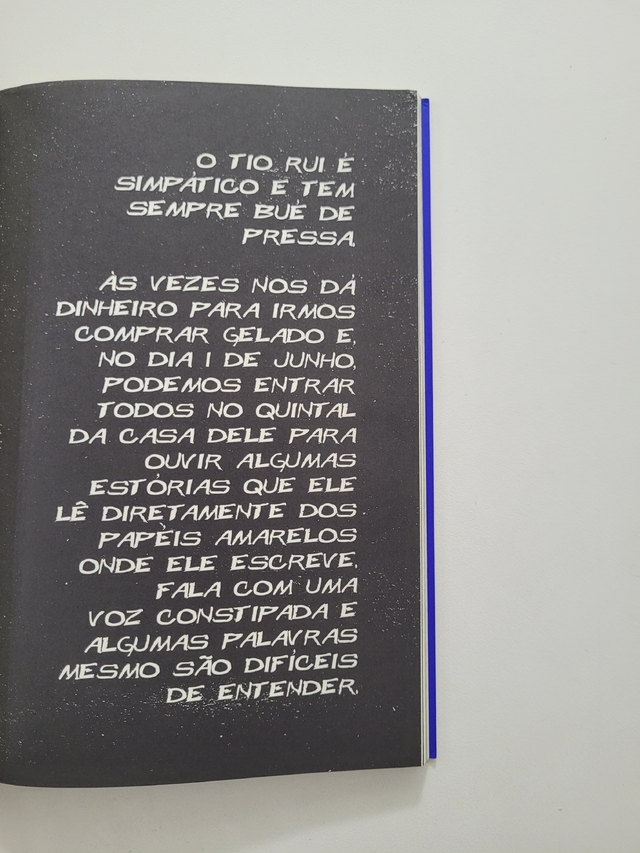 O TIO RUI É
SIMPÁTICO E TEM
SEMPRE BUÉ DE
PRESSA.
ÀS VEZES NOS DÁ
DINHEIRO PARA IRMOS
COMPRAR GELADO E,
NO DIA 1 DE JUNHO,
PODEMOS ENTRAR
TODOS NO QUINTAL
DA CASA DELE PARA
OUVIR ALGUMAS
ESTÓRIAS QUE ELE
LÊ DIRETAMENTE DOS
PAPÉIS AMARELOS
ONDE ELE ESCREVE.
FALA COM UMA
VOZ CONSTIPADA E
ALGUMAS PALAVRAS
MESMO SÃO DIFÍCEIS
DE ENTENDER.